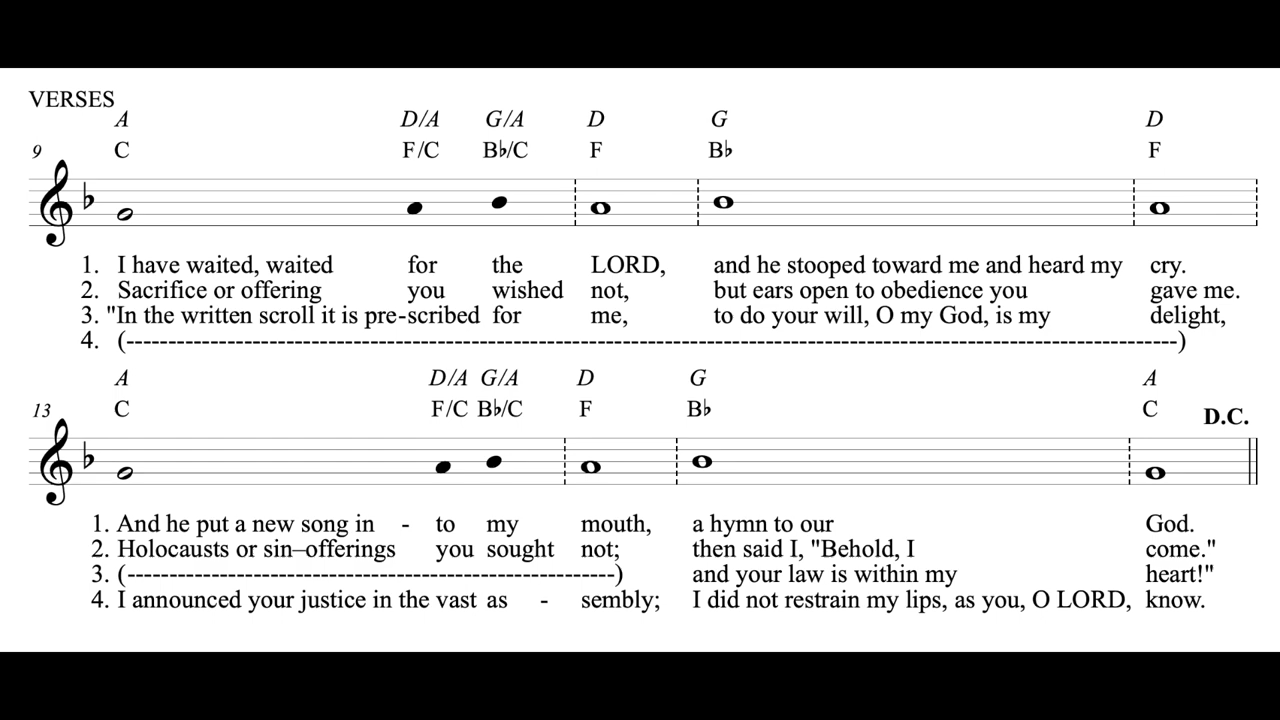 VERSES
A D/A G/A D G D
9 C F/C B♭/C F B♭ F
1. I have waited, waited for the LORD, and he stooped toward me and heard my cry.
2. Sacrifice or offering you wished not, but ears open to obedience you gave me.
3. "In the written scroll it is pre-scribed for me, to do your will, O my God, is my delight,
4. (----------------------------------------------------------------------------------------------------------------------------)
A D/A G/A D G A
13 C F/C B♭/C F B♭ C D.C.
1. And he put a new song in - to my mouth, a hymn to our God.
2. Holocausts or sin–offerings you sought not; then said I, "Behold, I come."
3. (----------------------------------------------------------) and your law is within my heart!"
4. I announced your justice in the vast as - sembly; I did not restrain my lips, as you, O LORD, know.